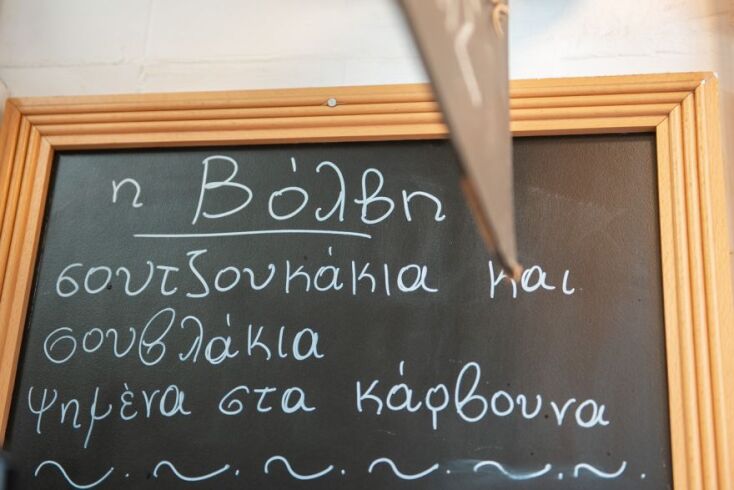 η Βόλβη
σουτζουκάκια και
σουβλάκια
ψημένα στα κάρβουνα